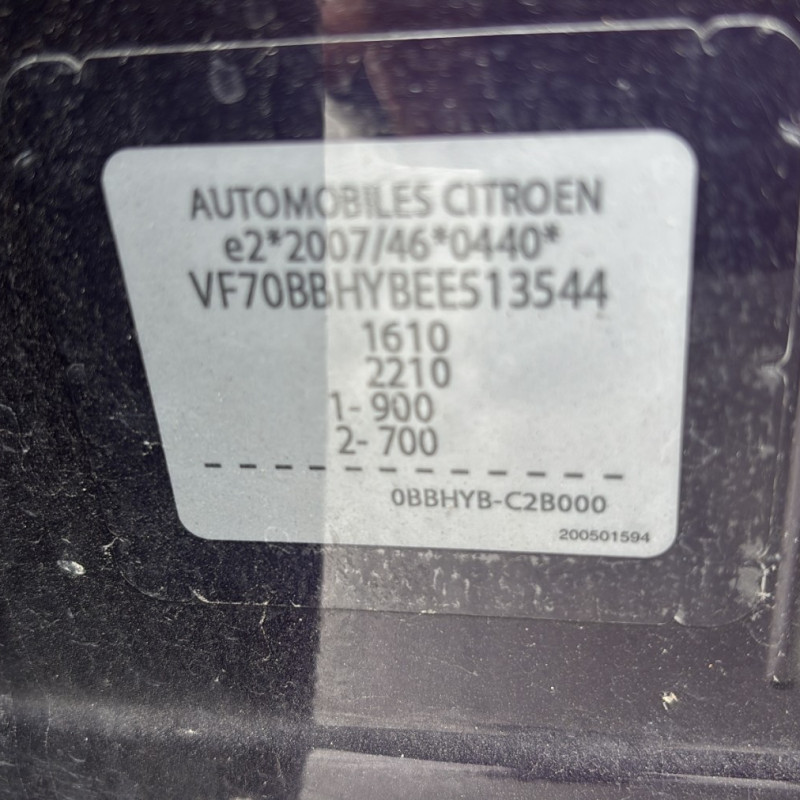 AUTOMOBILES CITROEN
e2*2007/46*0440*
VF70BBHYBEE513544
1610
2210
1- 900
2- 700
0BBHYB-C2B000
200501594